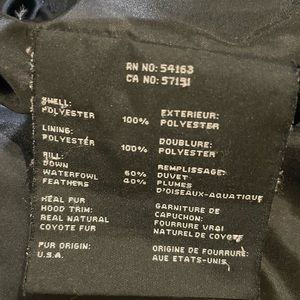 RN NO: 54163
CA NO: 57151
SHELL: EXTERIEUR:
POLYESTER 100% POLYESTER
LINING: DOUBLURE:
POLYESTER 100% POLYESTER
FILL: REMPLISSAGE:
DOWN DUVET
WATERFOWL 60% PLUMES
FEATHERS 40% D'OISEAUX-AQUATIQUE
REAL FUR GARNITURE DE
HOOD TRIM: CAPUCHON:
REAL NATURAL FOURRURE VRAI
COYOTE FUR NATUREL DE COYOTE
FUR ORIGIN: ORIGINE DE FOURRURE:
U.S.A. AUX ETATS-UNIS